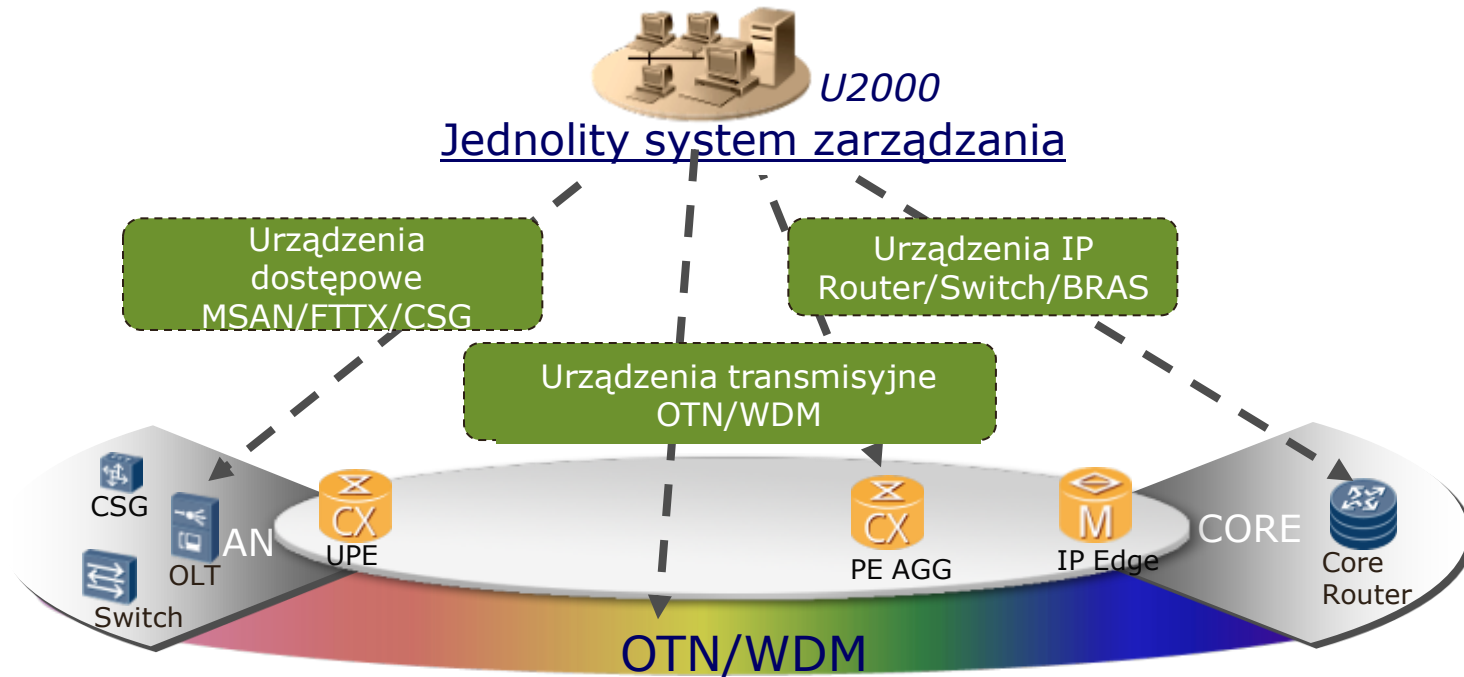 U2000
Jednolity system zarządzania
Urządzenia
dostępowe
MSAN/FTTX/CSG
Urządzenia IP
Router/Switch/BRAS
Urządzenia transmisyjne
OTN/WDM
CSG
OLT
Switch
AN
CX
UPE
CX
PE AGG
M
IP Edge
CORE
Core
Router
OTN/WDM